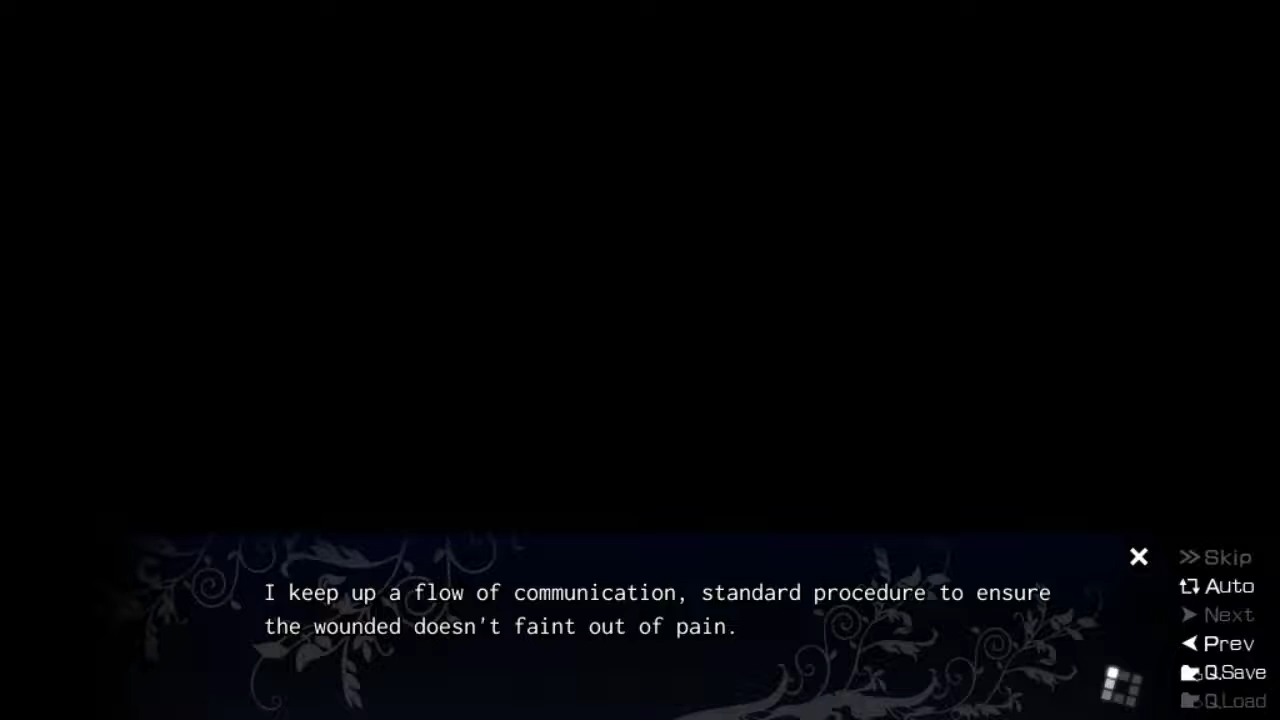 I keep up a flow of communication, standard procedure to ensure
the wounded doesn't faint out of pain.
Skip
Auto
Next
Prev
Q.Save
Q.Load